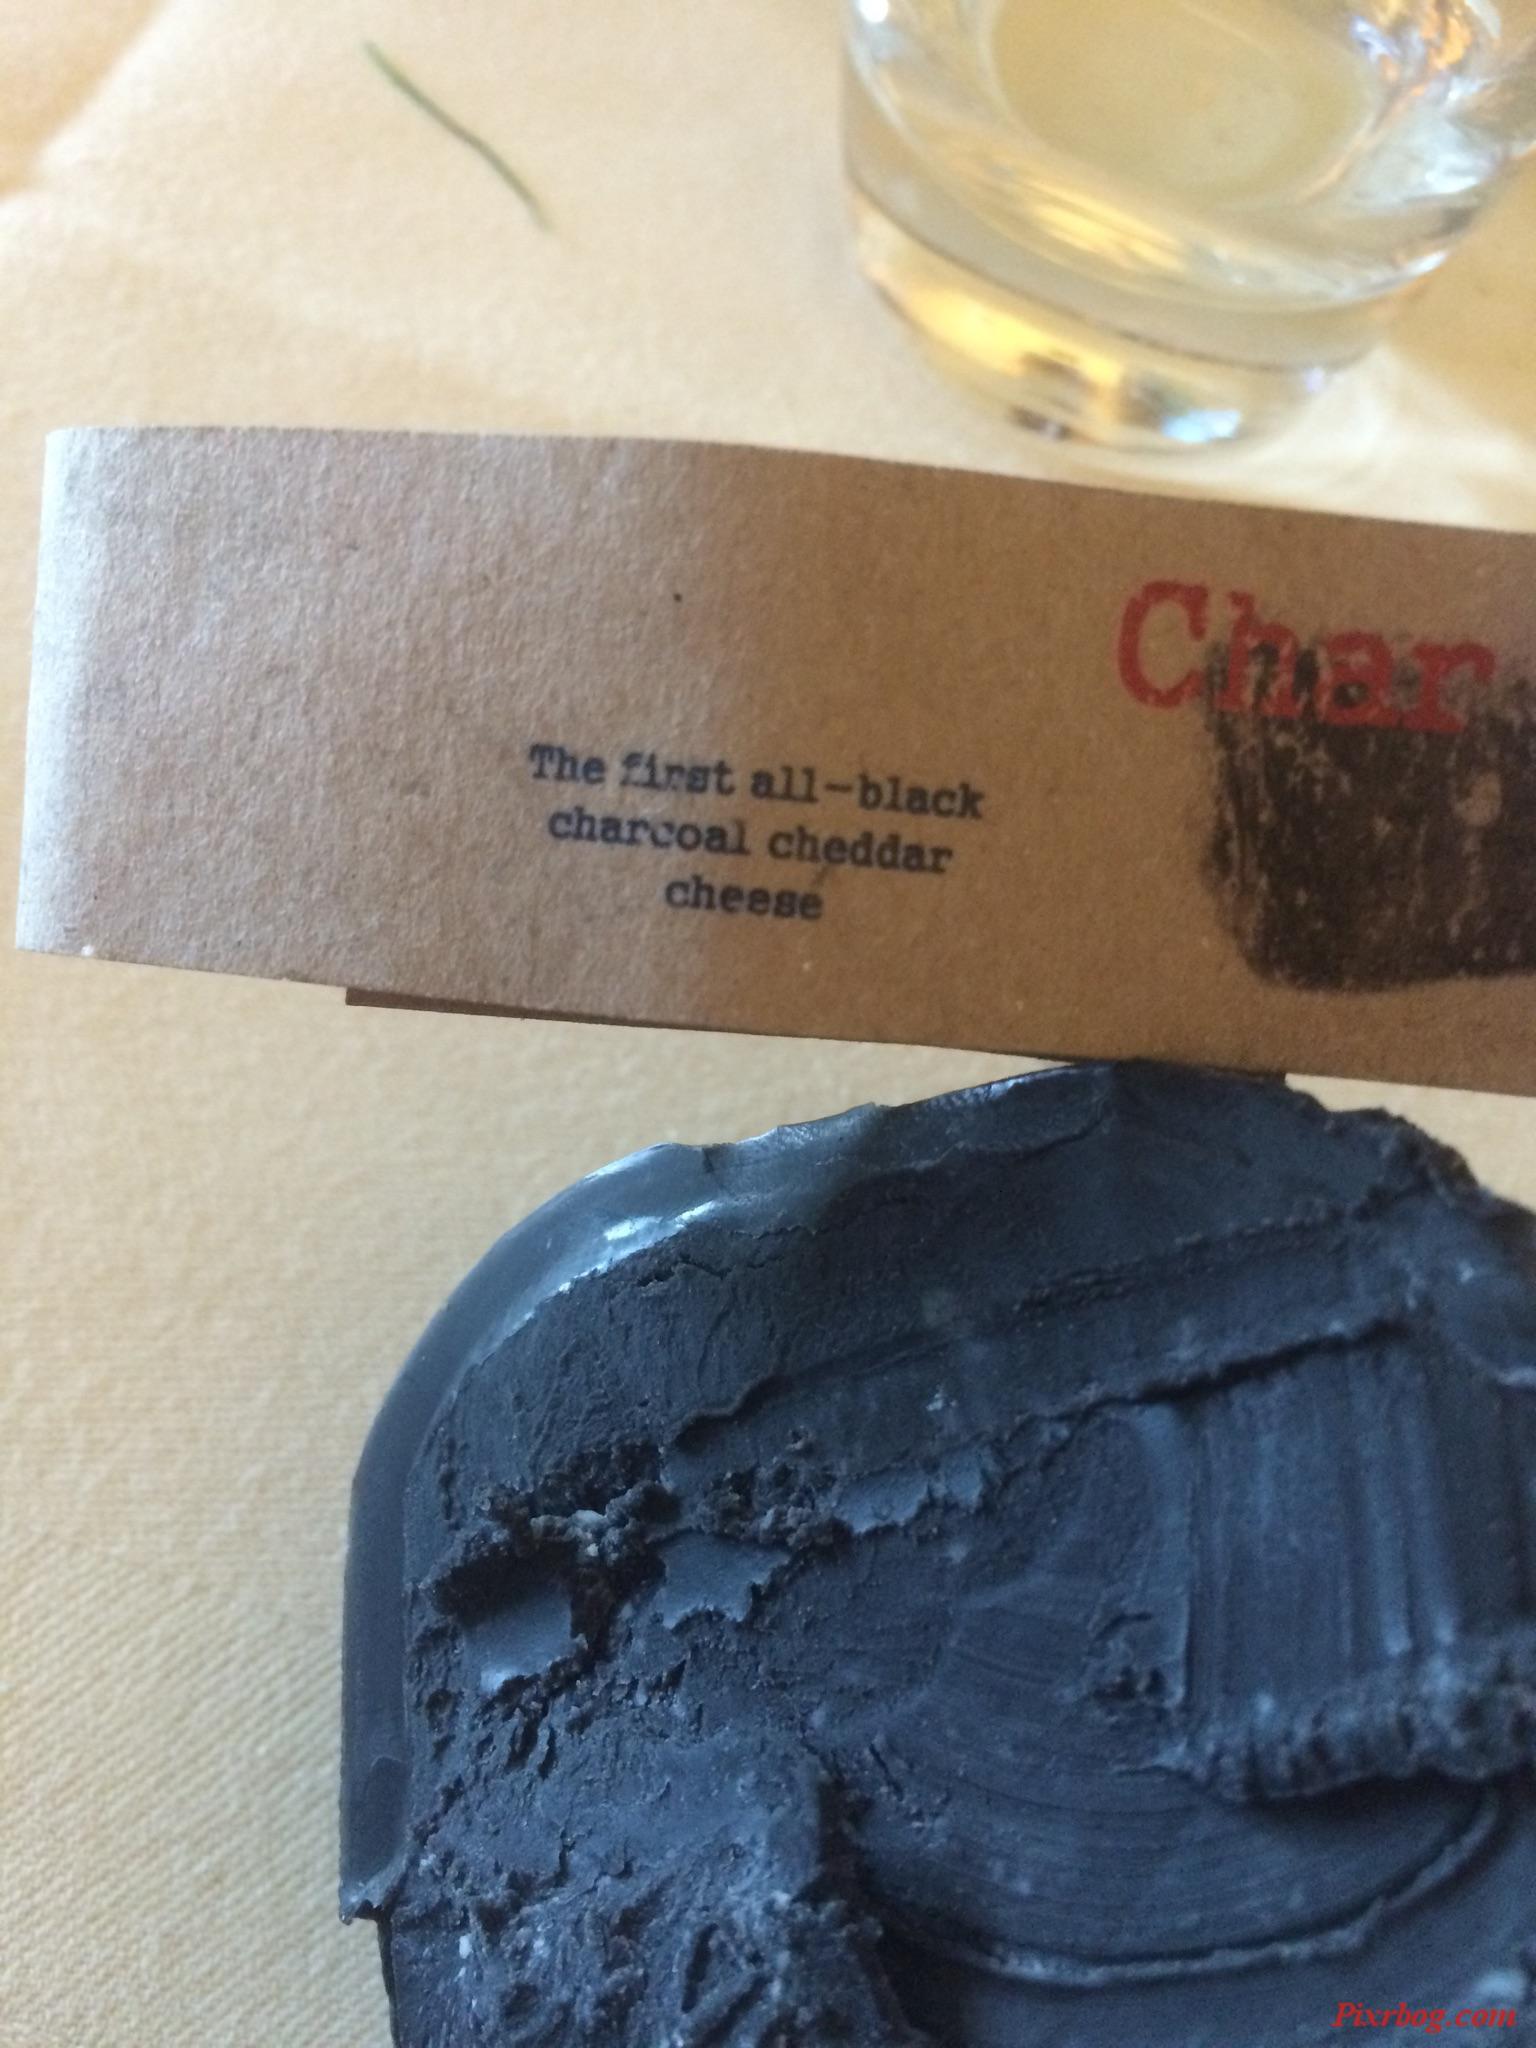 Char
The first all-black
charcoal cheddar
cheese
Pixrbog.com